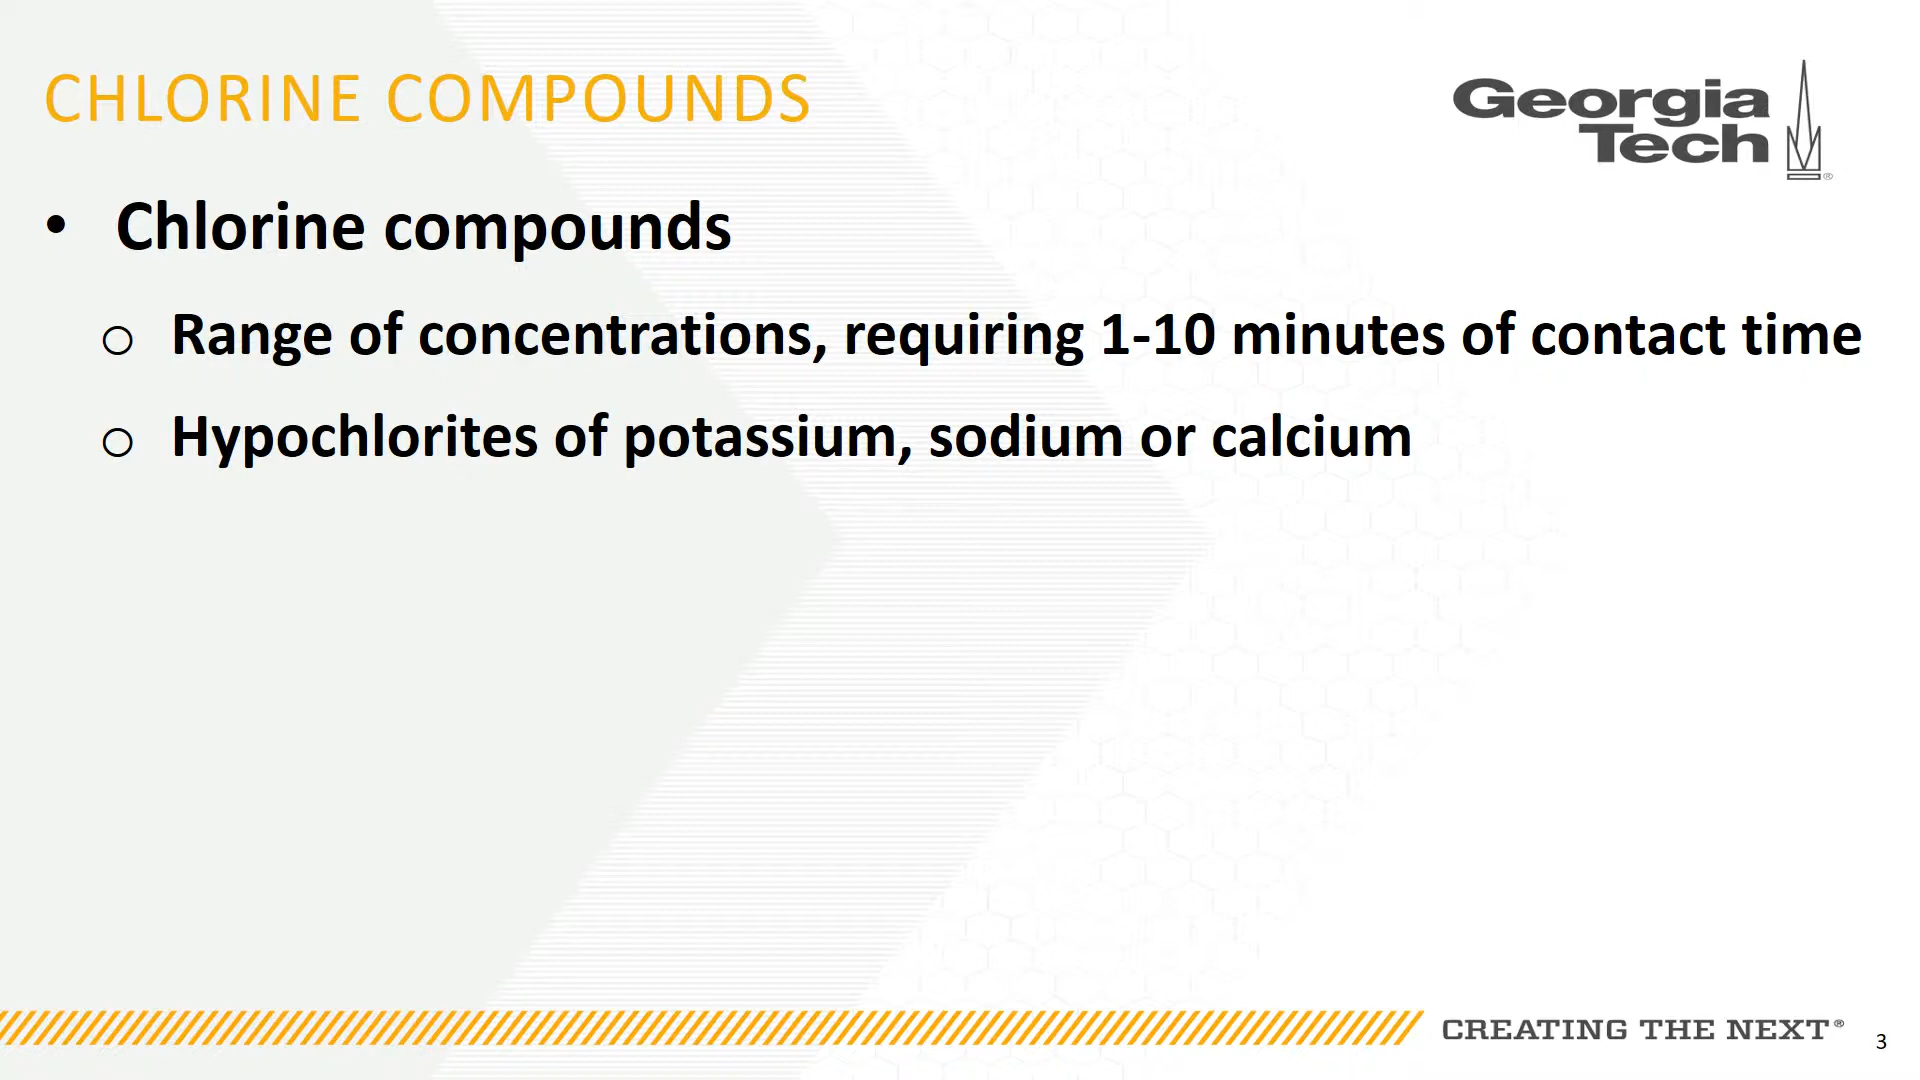 CHLORINE COMPOUNDS
Georgia
Tech
®
• Chlorine compounds
o Range of concentrations, requiring 1-10 minutes of contact time
o Hypochlorites of potassium, sodium or calcium
CREATING THE NEXT®
3